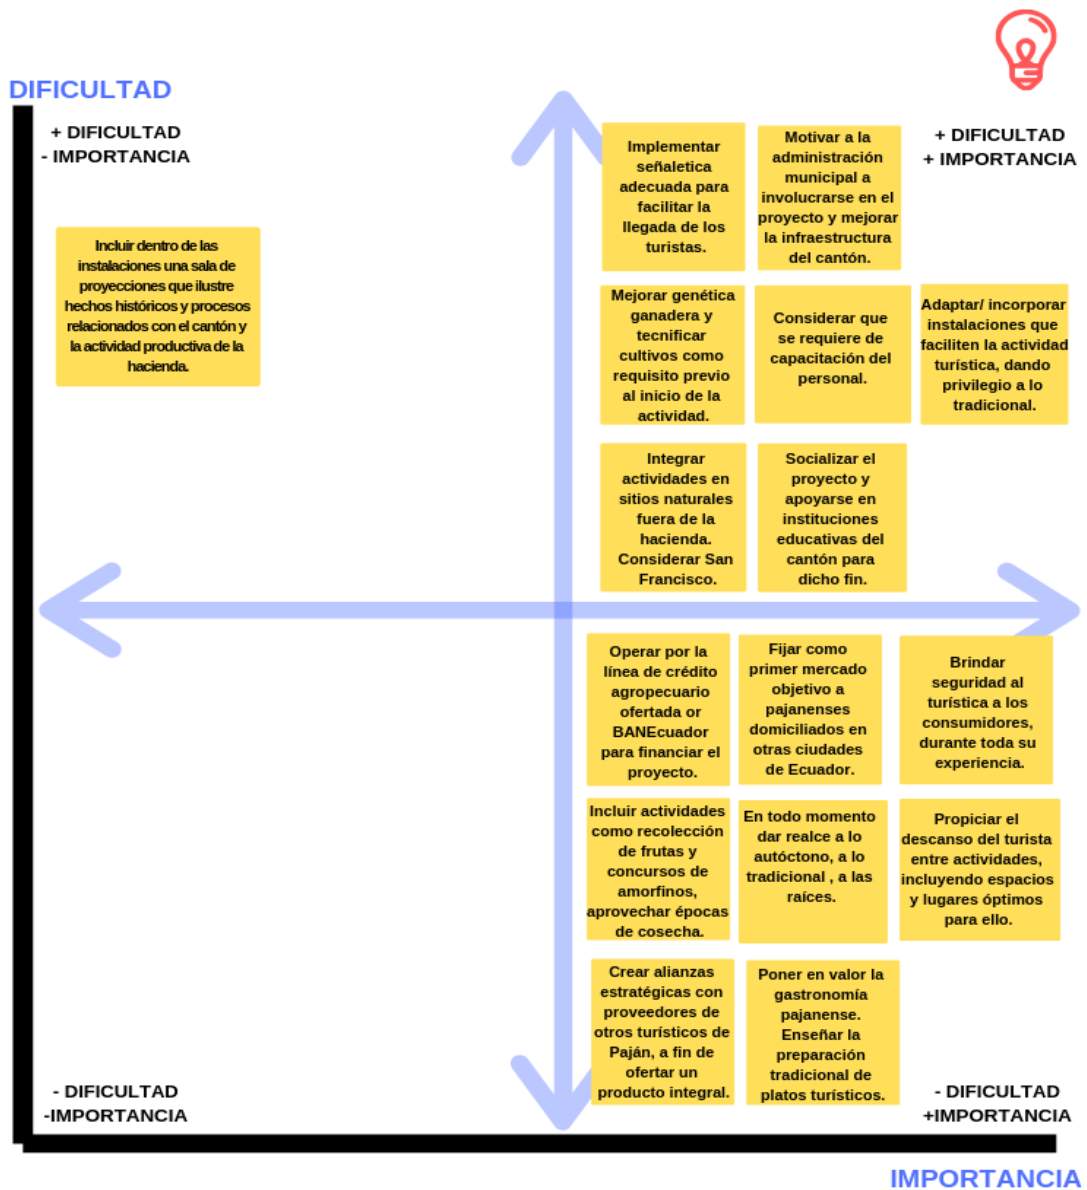 DIFICULTAD
+ DIFICULTAD
- IMPORTANCIA
+ DIFICULTAD
+ IMPORTANCIA
Incluir dentro de las
instalaciones una sala de
proyecciones que ilustre
hechos históricos y procesos
relacionados con el cantón y
la actividad productiva de la
hacienda.
Implementar
señaletica
adecuada para
facilitar la
llegada de los
turistas.
Motivar a la
administración
municipal a
involucrarse en el
proyecto y mejorar
la infraestructura
del cantón.
Mejorar genética
ganadera y
tecnificar
cultivos como
requisito previo
al inicio de la
actividad.
Considerar que
se requiere de
capacitación del
personal.
Adaptar/ incorporar
instalaciones que
faciliten la actividad
turística, dando
privilegio a lo
tradicional.
Integrar
actividades en
sitios naturales
fuera de la
hacienda.
Considerar San
Francisco.
Socializar el
proyecto y
apoyarse en
instituciones
educativas del
cantón para
dicho fin.
Operar por la
línea de crédito
agropecuario
ofertada or
BANEcuador
para financiar el
proyecto.
Fijar como
primer mercado
objetivo a
pajanenses
domiciliados en
otras ciudades
de Ecuador.
Brindar
seguridad al
turística a los
consumidores,
durante toda su
experiencia.
Incluir actividades
como recolección
de frutas y
concursos de
amorfinos,
aprovechar épocas
de cosecha.
En todo momento
dar realce a lo
autóctono, a lo
tradicional , a las
raíces.
Propiciar el
descanso del turista
entre actividades,
incluyendo espacios
y lugares óptimos
para ello.
Crear alianzas
estratégicas con
proveedores de
otros turísticos de
Paján, a fin de
ofertar un
producto integral.
Poner en valor la
gastronomía
pajanense.
Enseñar la
preparación
tradicional de
platos turísticos.
- DIFICULTAD
-IMPORTANCIA
- DIFICULTAD
+IMPORTANCIA
IMPORTANCIA